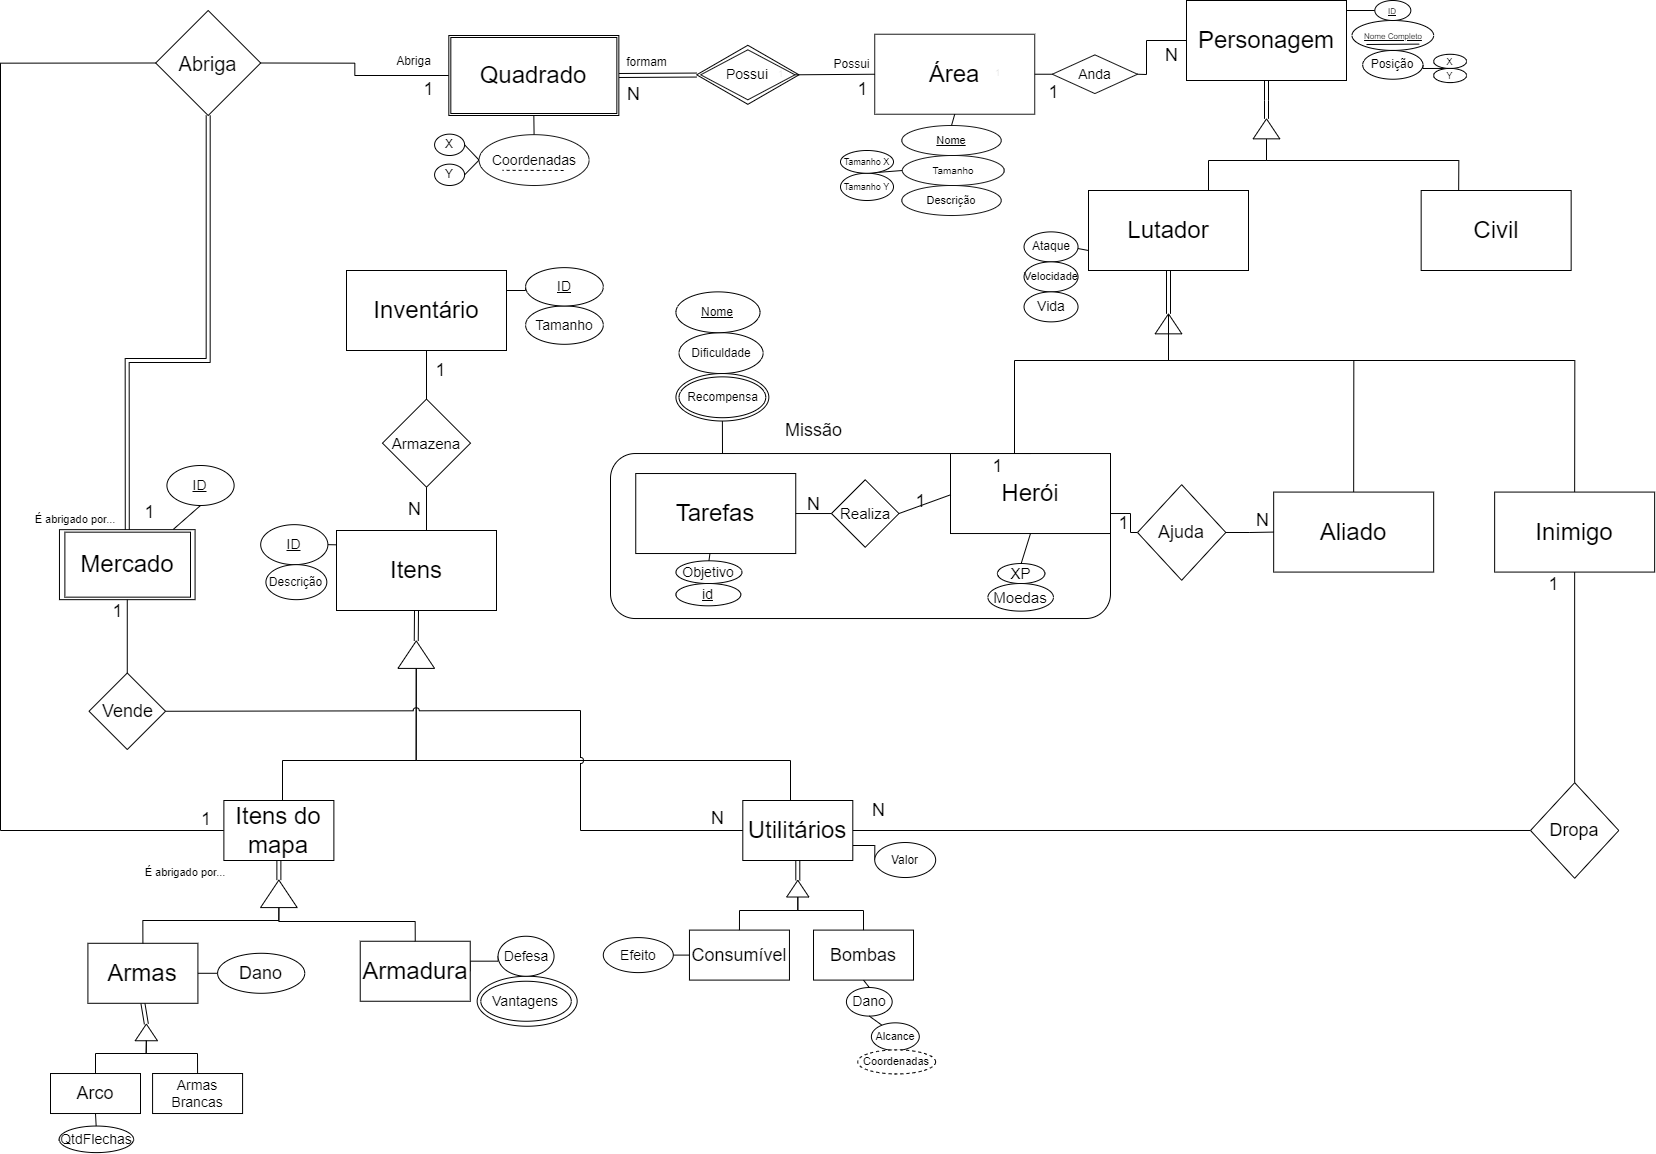 Abriga
Abriga
1
Quadrado
formam
N
Possui
Possui
1
Área
1
Anda
N
Personagem
ID
Nome Completo
Posição
X
Y
X
Y
Coordenadas
Nome
Tamanho X
Tamanho Y
Tamanho
Descrição
Lutador
Civil
Ataque
Velocidade
Vida
Inventário
ID
Tamanho
1
Armazena
N
Nome
Dificuldade
Recompensa
Missão
Tarefas
N
Realiza
1
1
Herói
Objetivo
id
XP
Moedas
1
Ajuda
N
Aliado
Inimigo
1
ID
É abrigado por...
1
Mercado
1
ID
Descrição
Itens
Vende
1
Itens do
mapa
É abrigado por...
N
Utilitários
N
Valor
Dropa
Armas
Dano
Armadura
Defesa
Vantagens
Efeito
Consumível
Bombas
Dano
Alcance
Coordenadas
Arco
Armas
Brancas
QtdFlechas